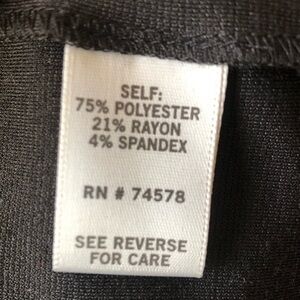 SELF:
75% POLYESTER
21% RAYON
4% SPANDEX
RN # 74578
SEE REVERSE
FOR CARE